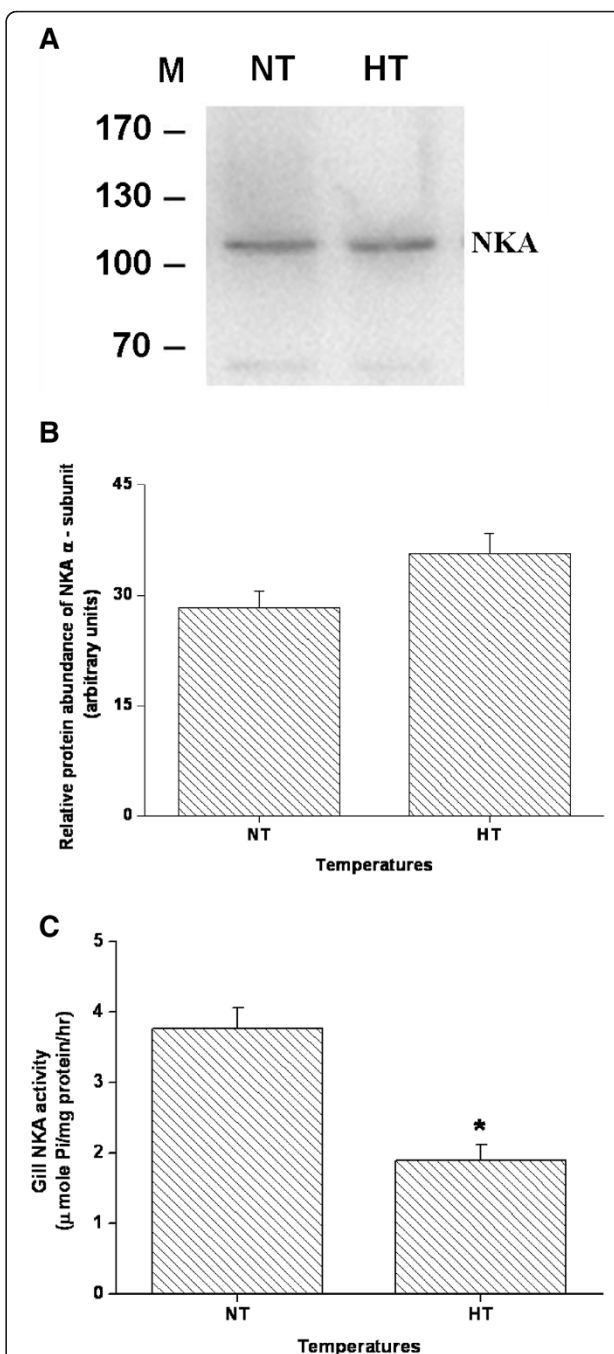 A
M NT HT
170 –
130 –
100 –
70 –
NKA
B
Relative protein abundance of NKA α - subunit
(arbitrary units)
45
30
15
0
NT HT
Temperatures
C
Gill NKA activity
(μ mole Pi/mg protein/hr)
5
4
3
2
1
0
*
NT HT
Temperatures